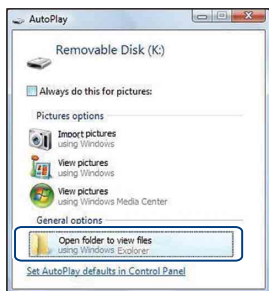 AutoPlay
Removable Disk (K:)
Always do this for pictures:
Pictures options
Import pictures
using Windows
View pictures
using Windows
View pictures
using Windows Media Center
General options
Open folder to view files
using Windows Explorer
Set AutoPlay defaults in Control Panel